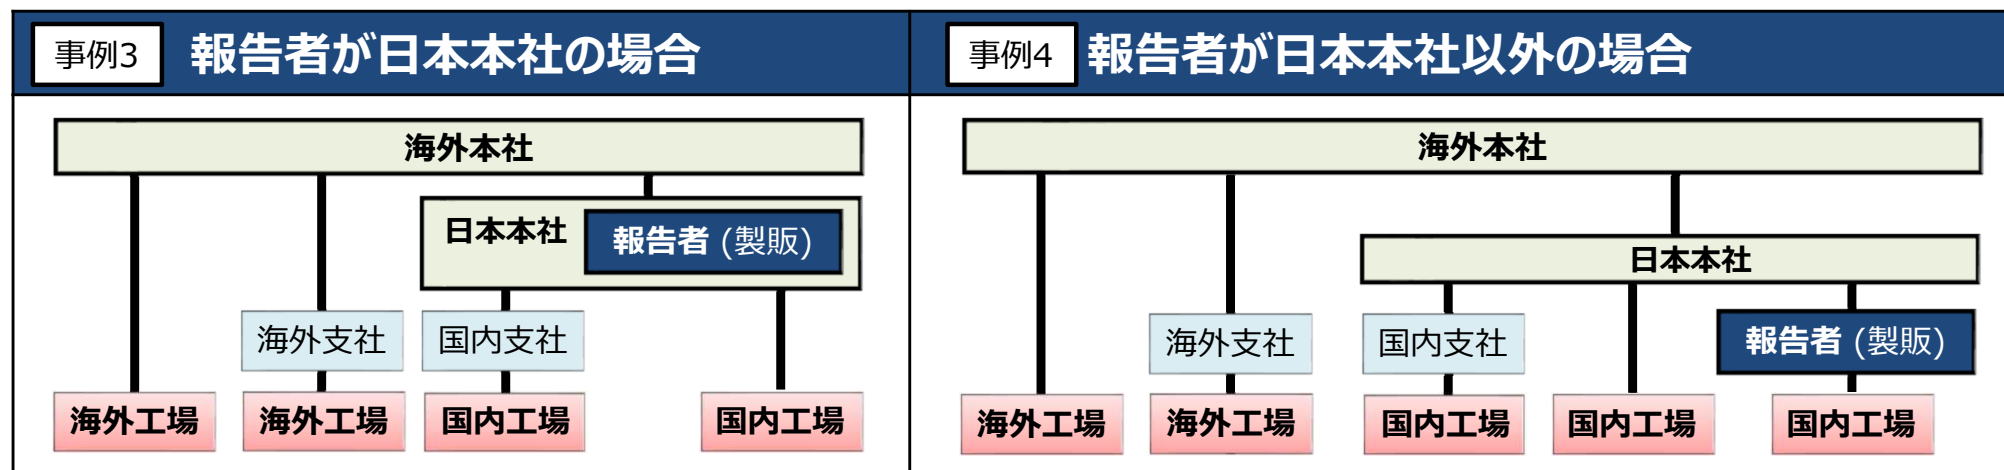 事例3 報告者が日本本社の場合
海外本社
日本本社 報告者 (製販)
海外支社 国内支社
海外工場 海外工場 国内工場 国内工場
事例4 報告者が日本本社以外の場合
海外本社
日本本社
海外支社 国内支社 報告者 (製販)
海外工場 海外工場 国内工場 国内工場 国内工場